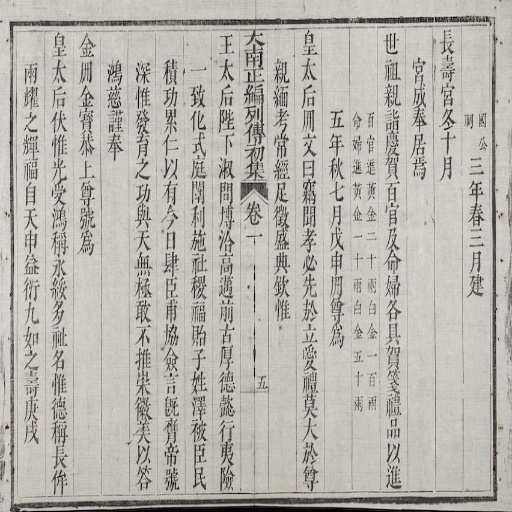 國公嗣三年春三月建
長壽宮冬十月
宮成奉居焉
世祖親詣慶賀百官及命婦各具賀箋禮品以進
百官進黃金二十兩白金一百兩
命婦進黃金一十兩白金五十兩
五年秋七月戊申冊尊為
皇太后冊文曰竊聞孝必先於立愛禮莫大於尊
親緬考常經足徵盛典欽惟
大南正編列傳初集 卷一 五
王太后陛下淑問博洽高邁前古厚德懿行夷險
一致化式庭闈利施社稷福貽子姓澤被臣民
積功累仁以有今日肆臣甫協僉言旣膺帝號
深惟發育之功與天無極敢不推崇徽美以答
鴻慈謹奉
金冊金寶恭上尊號為
皇太后伏惟光受鴻稱永綏多祉名惟德稱長侔
兩耀之輝福自天申益衍九如之壽庚戌